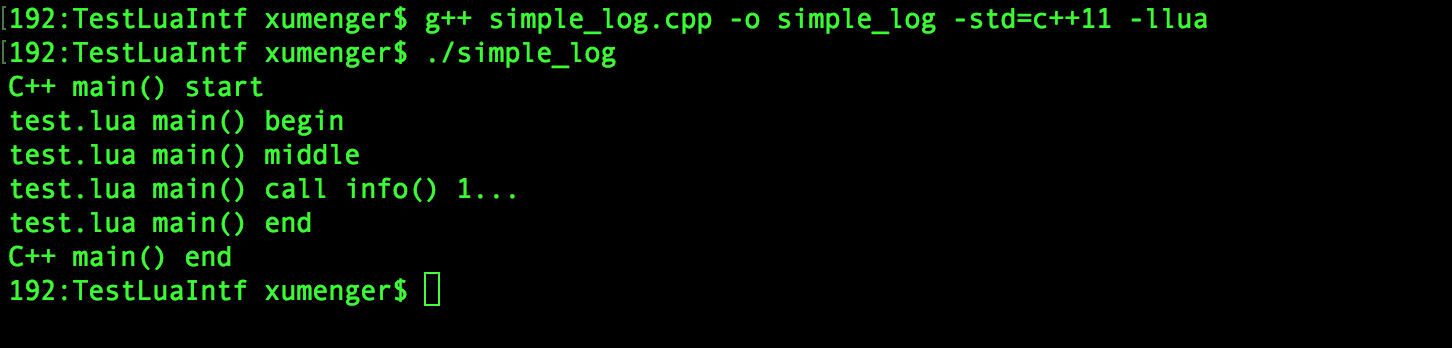 [192:TestLuaIntf xumenger$ g++ simple_log.cpp -o simple_log -std=c++11 -llua
[192:TestLuaIntf xumenger$ ./simple_log
C++ main() start
test.lua main() begin
test.lua main() middle
test.lua main() call info() 1...
test.lua main() end
C++ main() end
192:TestLuaIntf xumenger$